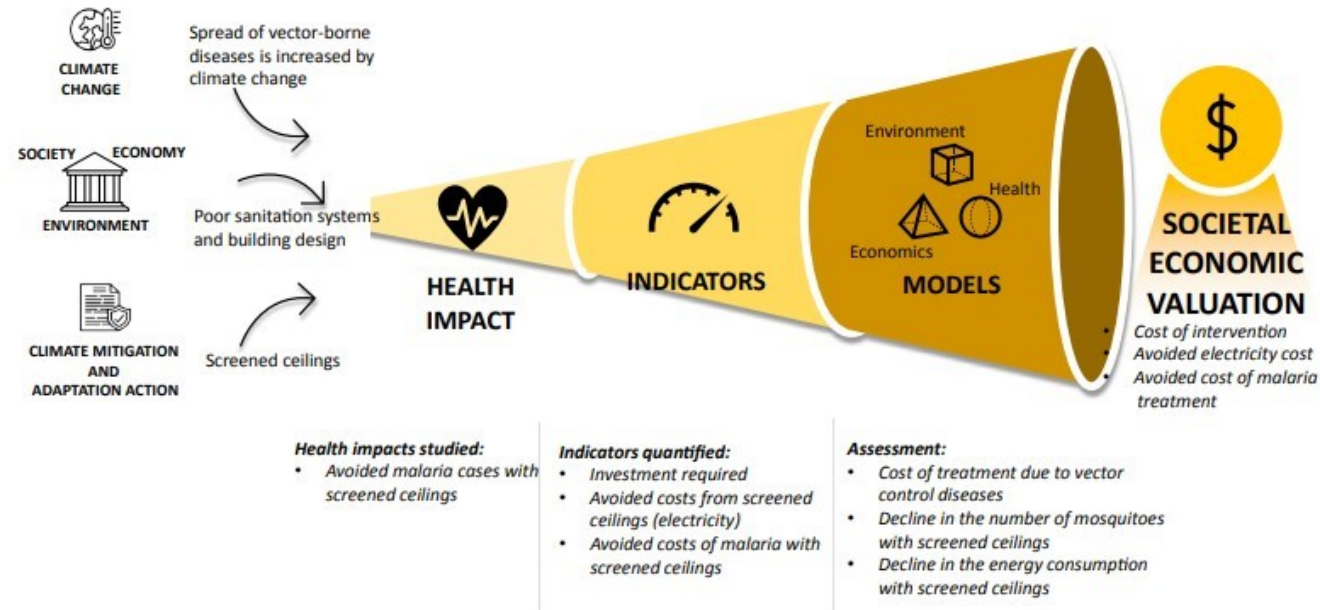 CLIMATE
CHANGE
Spread of vector-borne
diseases is increased by
climate change
SOCIETY
ECONOMY
ENVIRONMENT
Poor sanitation systems
and building design
CLIMATE MITIGATION
AND
ADAPTATION ACTION
Screened ceilings
HEALTH
IMPACT
INDICATORS
Environment
Health
Economics
MODELS
$
SOCIETAL
ECONOMIC
VALUATION
• Cost of intervention
• Avoided electricity cost
• Avoided cost of malaria
treatment
Health impacts studied:
• Avoided malaria cases with
screened ceilings
Indicators quantified:
• Investment required
• Avoided costs from screened
ceilings (electricity)
• Avoided costs of malaria with
screened ceilings
Assessment:
• Cost of treatment due to vector
control diseases
• Decline in the number of mosquitoes
with screened ceilings
• Decline in the energy consumption
with screened ceilings